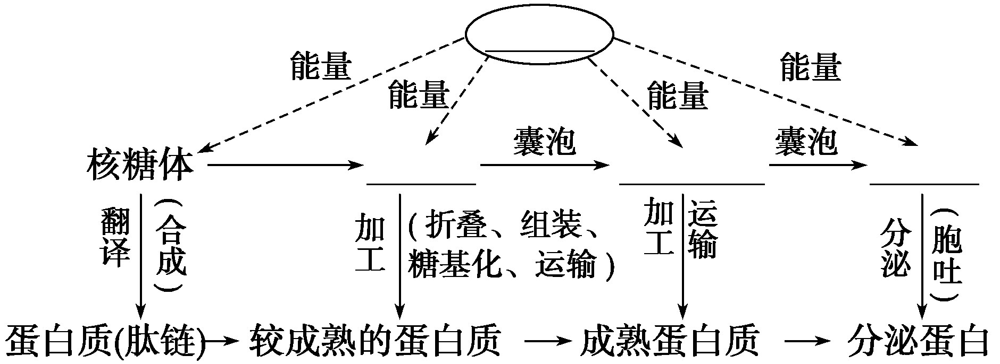 能量
能量
能量
能量
核糖体
囊泡
囊泡
翻译
(合成)
加工
(折叠、组装、
糖基化、运输)
加工
运输
分泌
(胞吐)
蛋白质(肽链)
较成熟的蛋白质
成熟蛋白质
分泌蛋白